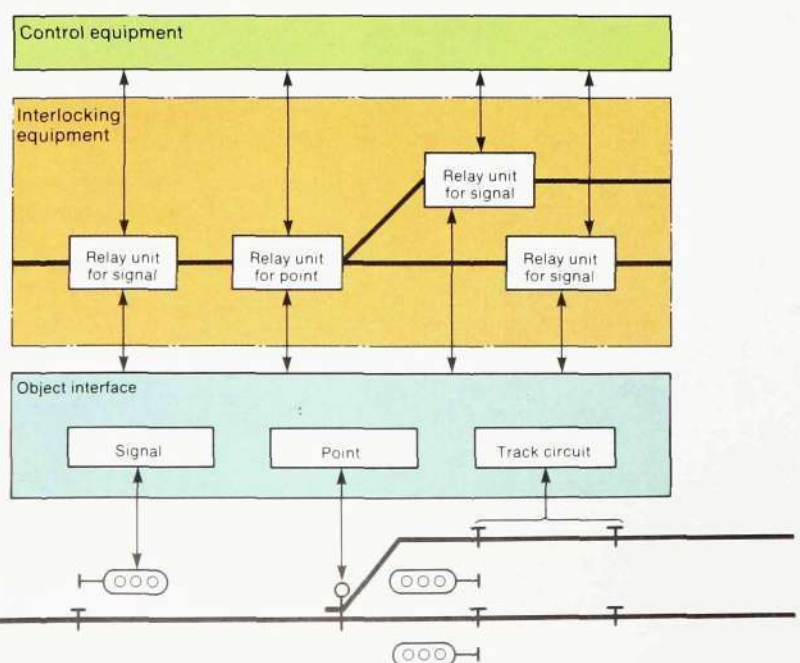 Control equipment
Interlocking
equipment
Relay unit
for signal
Relay unit
for signal
Relay unit
for point
Relay unit
for signal
Object interface
Signal
Point
Track circuit